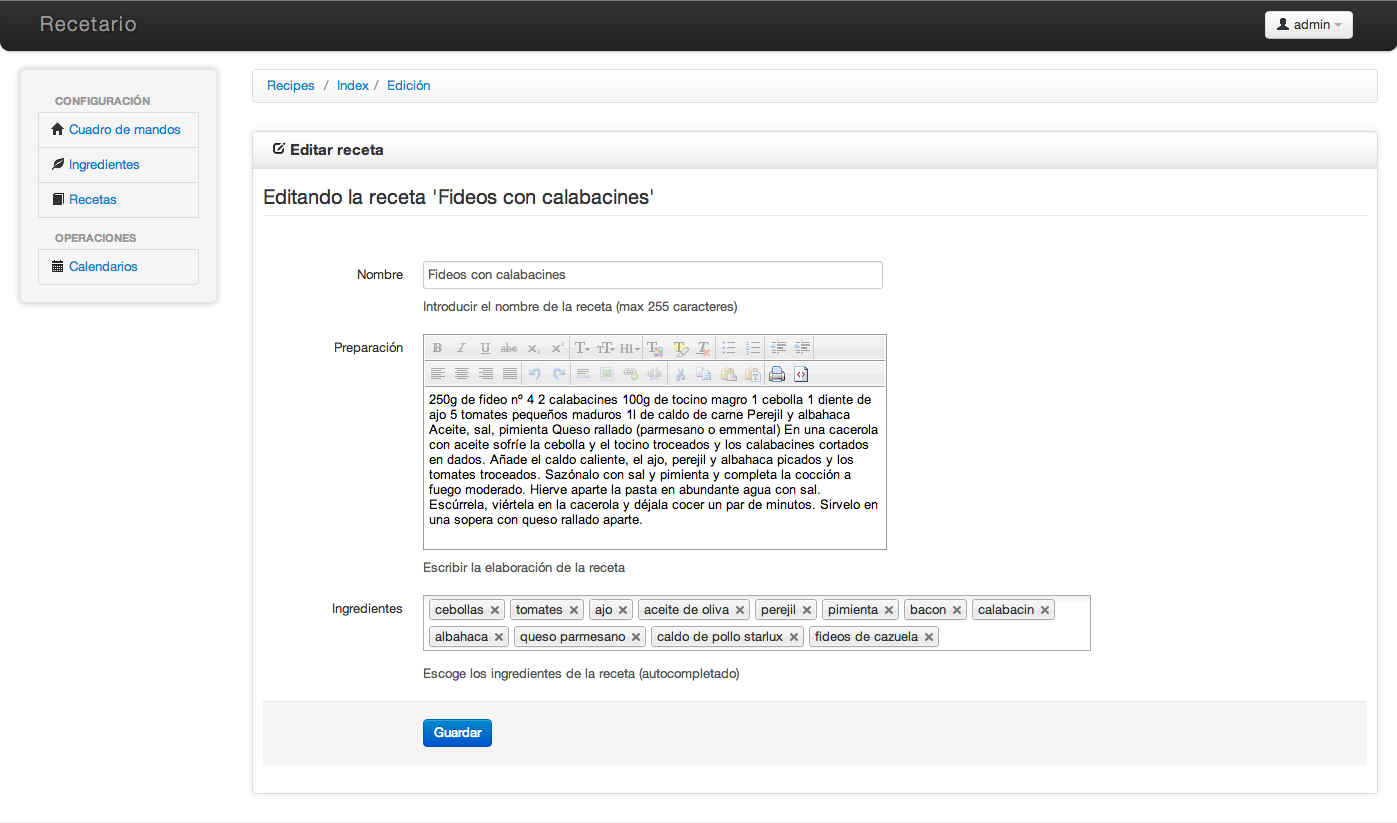 Recetario
admin
CONFIGURACIÓN
Cuadro de mandos
Ingredientes
Recetas
OPERACIONES
Calendarios
Recipes / Index / Edición
Editar receta
Editando la receta 'Fideos con calabacines'
Nombre
Fideos con calabacines
Introducir el nombre de la receta (max 255 caracteres)
Preparación
B I U abc x₂ x² T TT H1 T T T
250g de fideo nº 4 2 calabacines 100g de tocino magro 1 cebolla 1 diente de
ajo 5 tomates pequeños maduros 1l de caldo de carne Perejil y albahaca
Aceite, sal, pimienta Queso rallado (parmesano o emmental) En una cacerola
con aceite sofríe la cebolla y el tocino troceados y los calabacines cortados
en dados. Añade el caldo caliente, el ajo, perejil y albahaca picados y los
tomates troceados. Sazónalo con sal y pimienta y completa la cocción a
fuego moderado. Hierve aparte la pasta en abundante agua con sal.
Escúrrela, viértela en la cacerola y déjala cocer un par de minutos. Sirvelo en
una sopera con queso rallado aparte.
Escribir la elaboración de la receta
Ingredientes
cebollas tomates ajo aceite de oliva perejil pimienta bacon calabacin
albahaca queso parmesano caldo de pollo starlux fideos de cazuela
Escoge los ingredientes de la receta (autocompletado)
Guardar